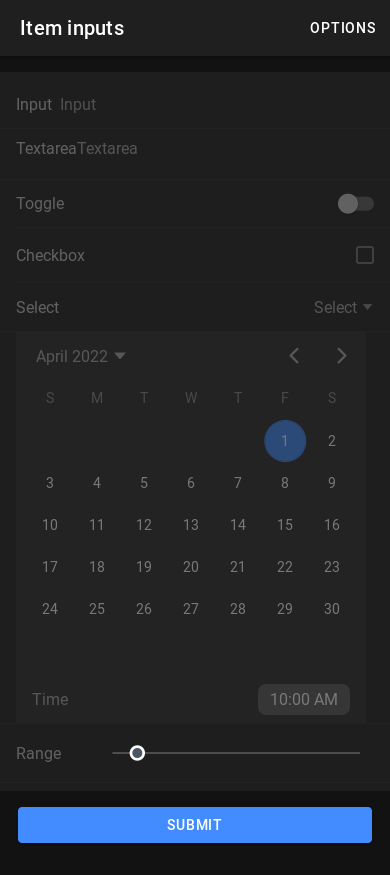 Item inputs OPTIONS
Input Input
Textarea Textarea
Toggle
Checkbox
Select Select
April 2022
S M T W T F S
1 2
3 4 5 6 7 8 9
10 11 12 13 14 15 16
17 18 19 20 21 22 23
24 25 26 27 28 29 30
Time 10:00 AM
Range
SUBMIT